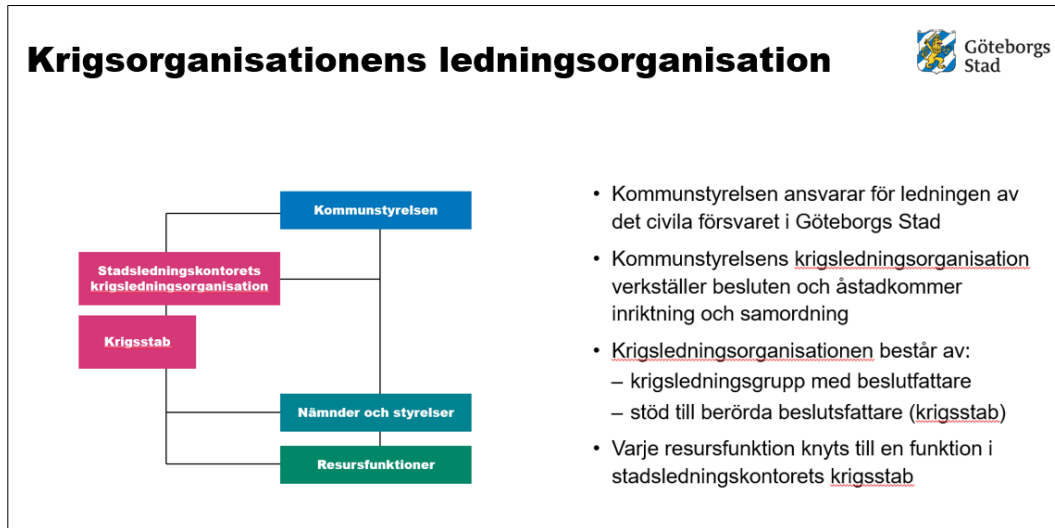 Krigsorganisationens ledningsorganisation
Göteborgs
Stad
Kommunstyrelsen
Stadsledningskontorets
krigsledningsorganisation
Krigsstab
Nämnder och styrelser
Resursfunktioner
• Kommunstyrelsen ansvarar för ledningen av
det civila försvaret i Göteborgs Stad
• Kommunstyrelsens krigsledningsorganisation
verkställer besluten och åstadkommer
inriktning och samordning
• Krigsledningsorganisationen består av:
– krigsledningsgrupp med beslutfattare
– stöd till berörda beslutsfattare (krigsstab)
• Varje resursfunktion knyts till en funktion i
stadsledningskontorets krigsstab